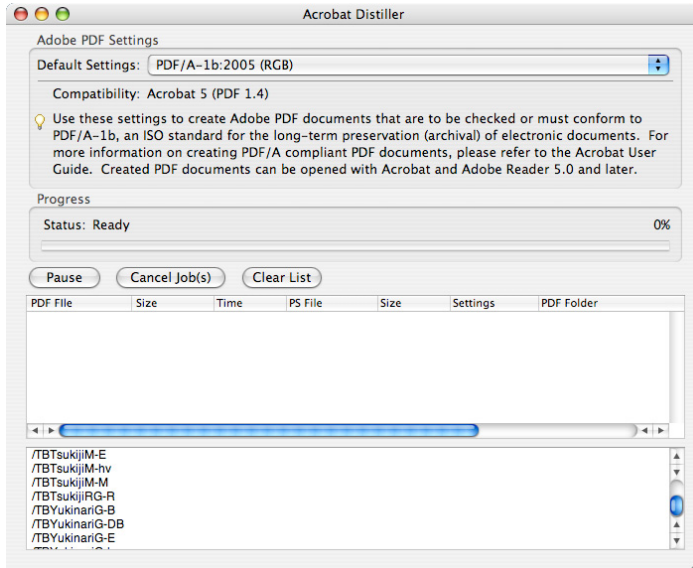 Acrobat Distiller
Adobe PDF Settings
Default Settings: PDF/A-1b:2005 (RGB)
Compatibility: Acrobat 5 (PDF 1.4)
Use these settings to create Adobe PDF documents that are to be checked or must conform to
PDF/A-1b, an ISO standard for the long-term preservation (archival) of electronic documents. For
more information on creating PDF/A compliant PDF documents, please refer to the Acrobat User
Guide. Created PDF documents can be opened with Acrobat and Adobe Reader 5.0 and later.
Progress
Status: Ready 0%
Pause Cancel Job(s) Clear List
PDF FIle Size Time PS File Size Settings PDF Folder
/TBTsukijiM-E
/TBTsukijiM-hv
/TBTsukijiM-M
/TBTsukijiRG-R
/TBYukinariG-B
/TBYukinariG-DB
/TBYukinariG-E